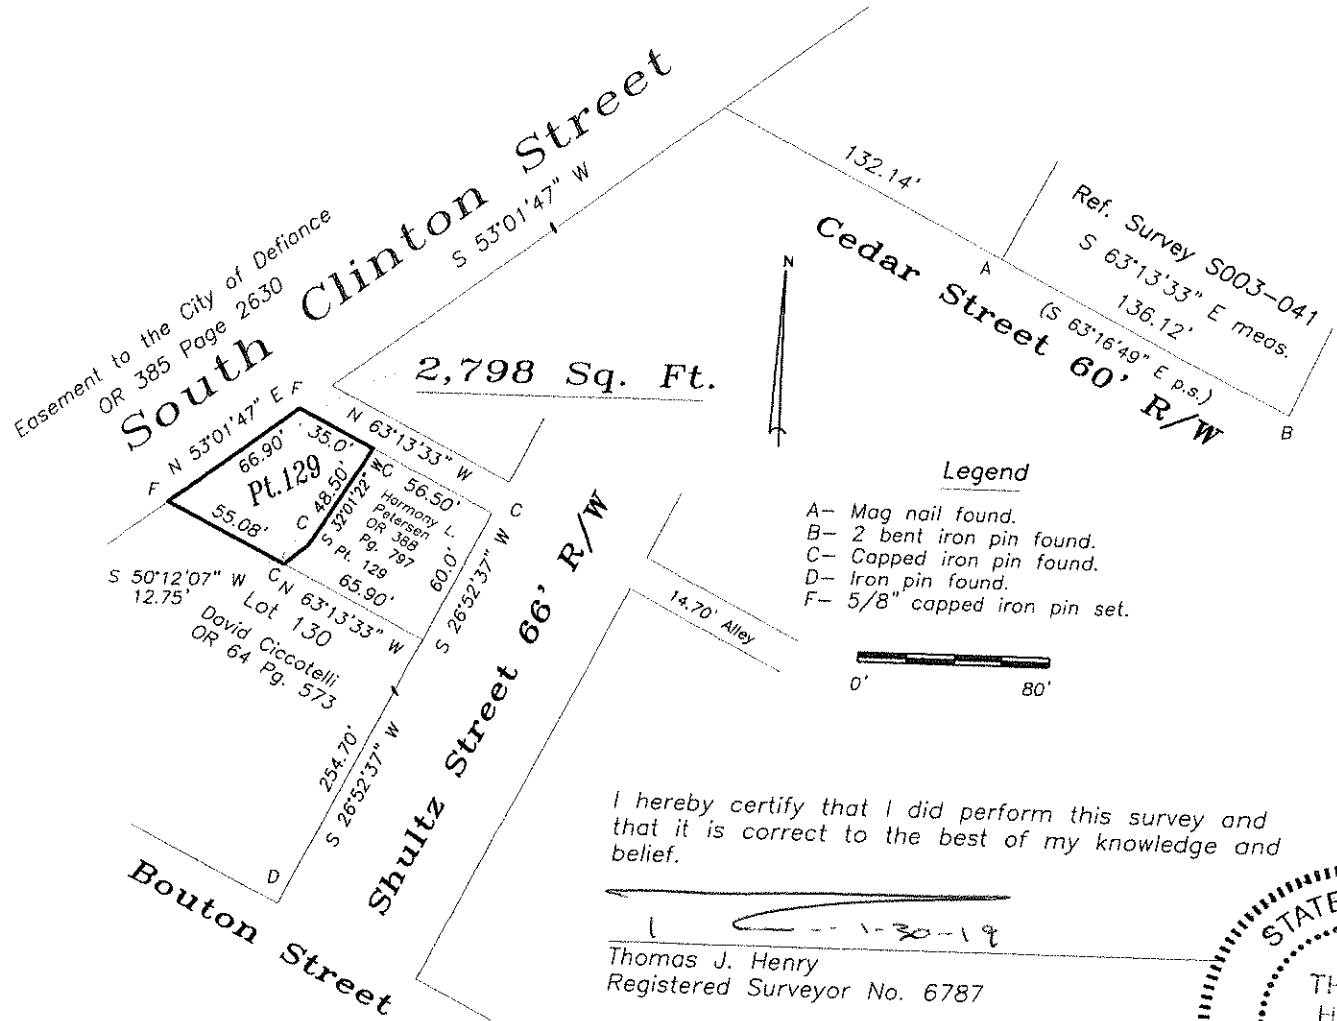 South Clinton Street
S 53°01'47" W
Easement to the City of Defiance
OR 385 Page 2630
132.14'
A
Ref. Survey S003-041
S 63°13'33" E meas.
136.12'
(S 63°16'49" E p.s.)
Cedar Street 60' R/W
B
N
2,798 Sq. Ft.
N 53°01'47" E
F
F
66.90'
35.0'
Pt.129
55.08'
C
48.50'
S 32°01'22" W
C
N 63°13'33" W
56.50'
C
Harmony L.
Petersen
OR 388
Pg. 797
Pt. 129
65.90'
60.0'
S 26°52'37" W
S 50°12'07" W
12.75'
C
N 63°13'33" W
Lot 130
David Ciccotelli
OR 64 Pg. 573
254.70'
S 26°52'37" W
D
Shultz Street 66' R/W
14.70' Alley
Bouton Street
Legend
A- Mag nail found.
B- 2 bent iron pin found.
C- Capped iron pin found.
D- Iron pin found.
F- 5/8" capped iron pin set.
0'
80'
I hereby certify that I did perform this survey and
that it is correct to the best of my knowledge and
belief.
1-30-19
Thomas J. Henry
Registered Surveyor No. 6787
STATE
TH
H